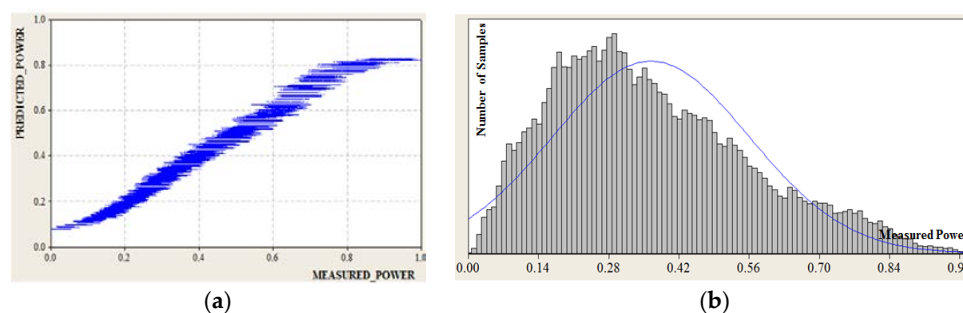 1.0
0.8
0.6
0.4
0.2
0.0
PREDICTED_POWER
0.0 0.2 0.4 0.6 0.8 1.0
MEASURED_POWER
(a)
Number of Samples
Measured Powe
0.00 0.14 0.28 0.42 0.56 0.70 0.84 0.9
(b)